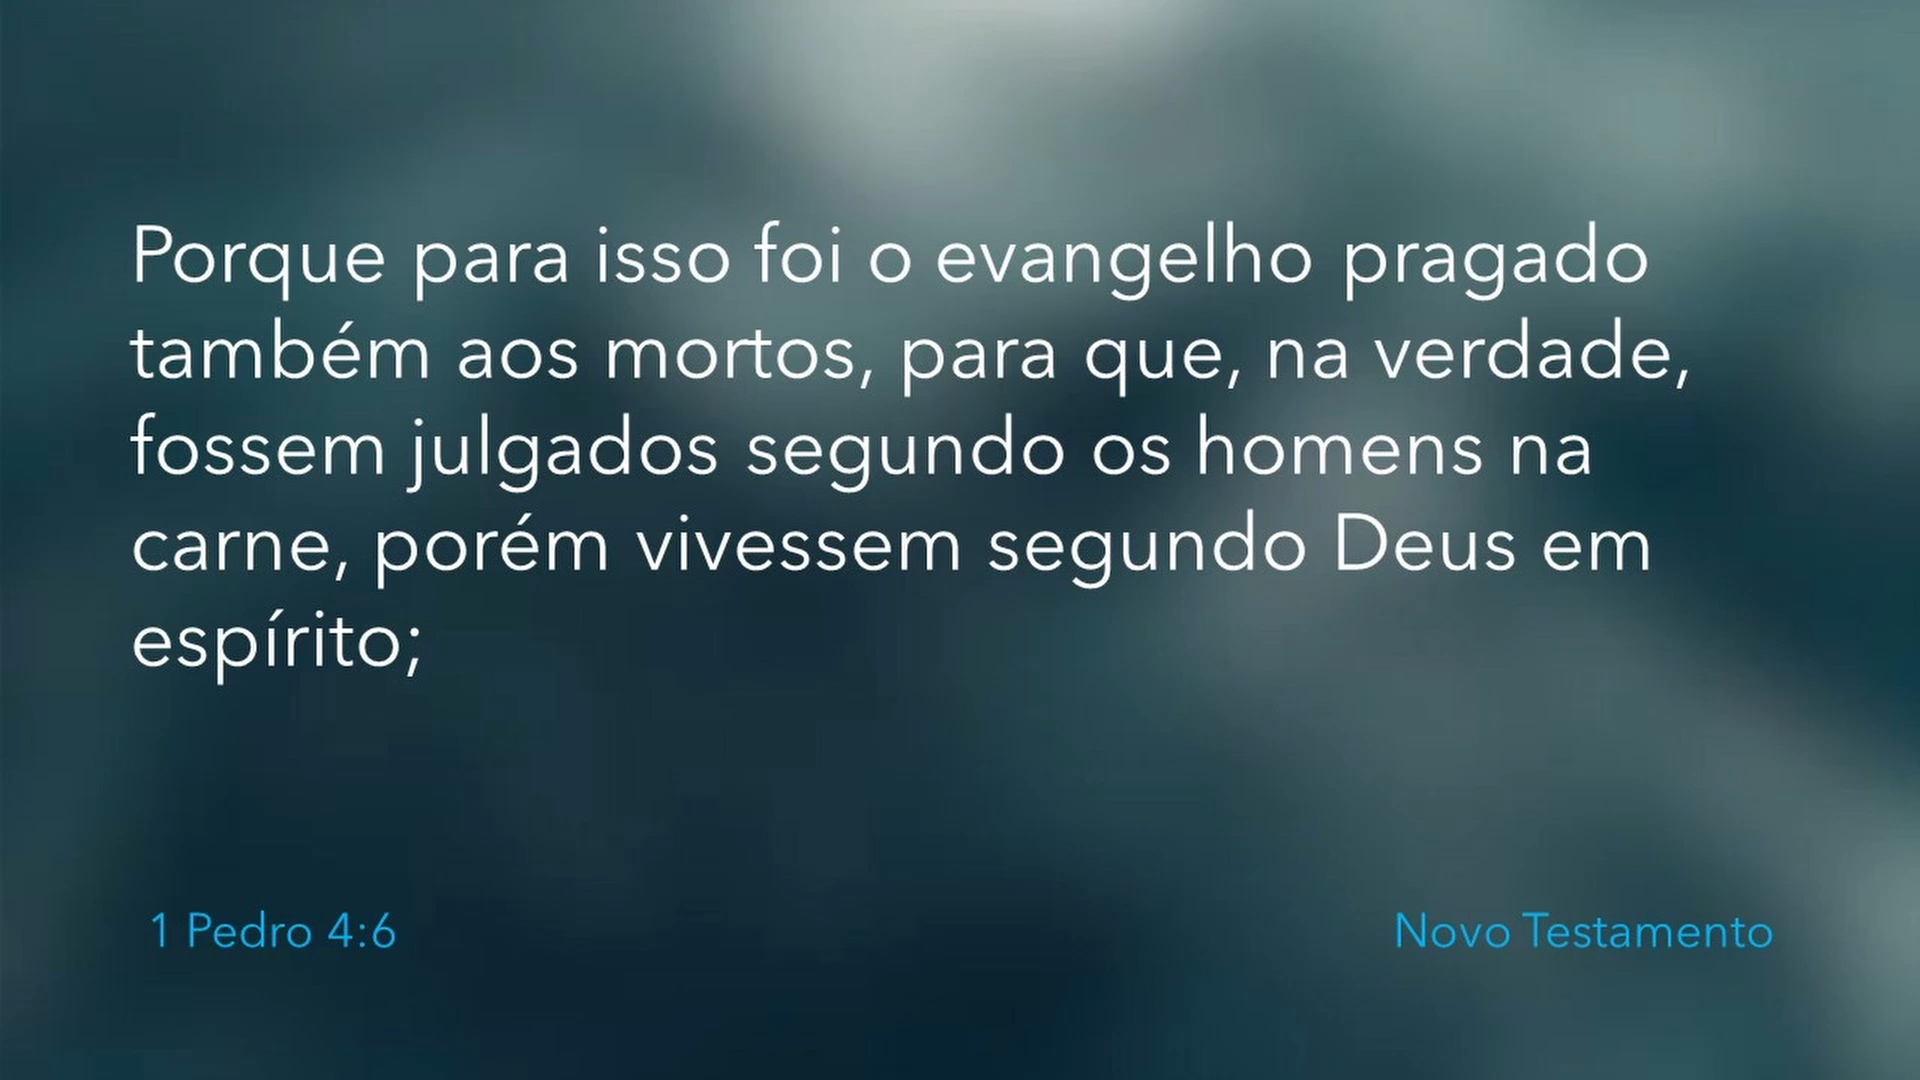 Porque para isso foi o evangelho pragado
também aos mortos, para que, na verdade,
fossem julgados segundo os homens na
carne, porém vivessem segundo Deus em
espírito;
1 Pedro 4:6
Novo Testamento